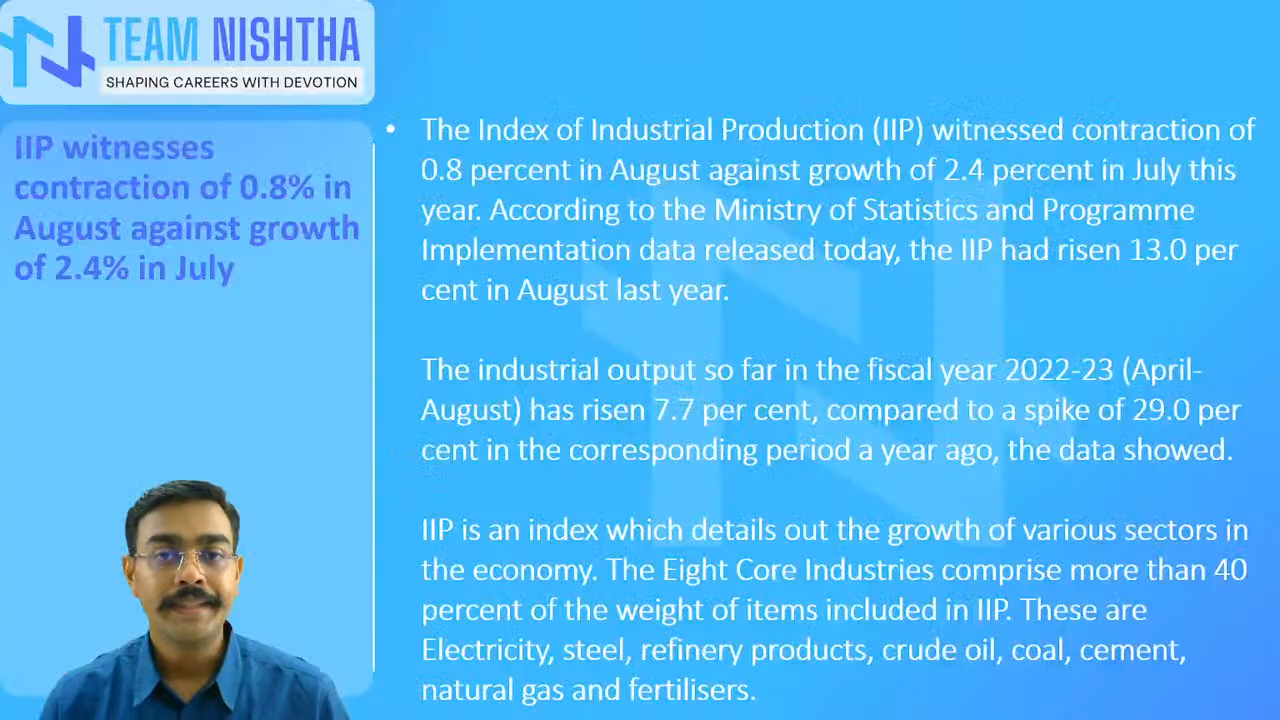 TEAM NISHTHA
SHAPING CAREERS WITH DEVOTION
IIP witnesses
contraction of 0.8% in
August against growth
of 2.4% in July
• The Index of Industrial Production (IIP) witnessed contraction of
0.8 percent in August against growth of 2.4 percent in July this
year. According to the Ministry of Statistics and Programme
Implementation data released today, the IIP had risen 13.0 per
cent in August last year.
The industrial output so far in the fiscal year 2022-23 (April-
August) has risen 7.7 per cent, compared to a spike of 29.0 per
cent in the corresponding period a year ago, the data showed.
IIP is an index which details out the growth of various sectors in
the economy. The Eight Core Industries comprise more than 40
percent of the weight of items included in IIP. These are
Electricity, steel, refinery products, crude oil, coal, cement,
natural gas and fertilisers.